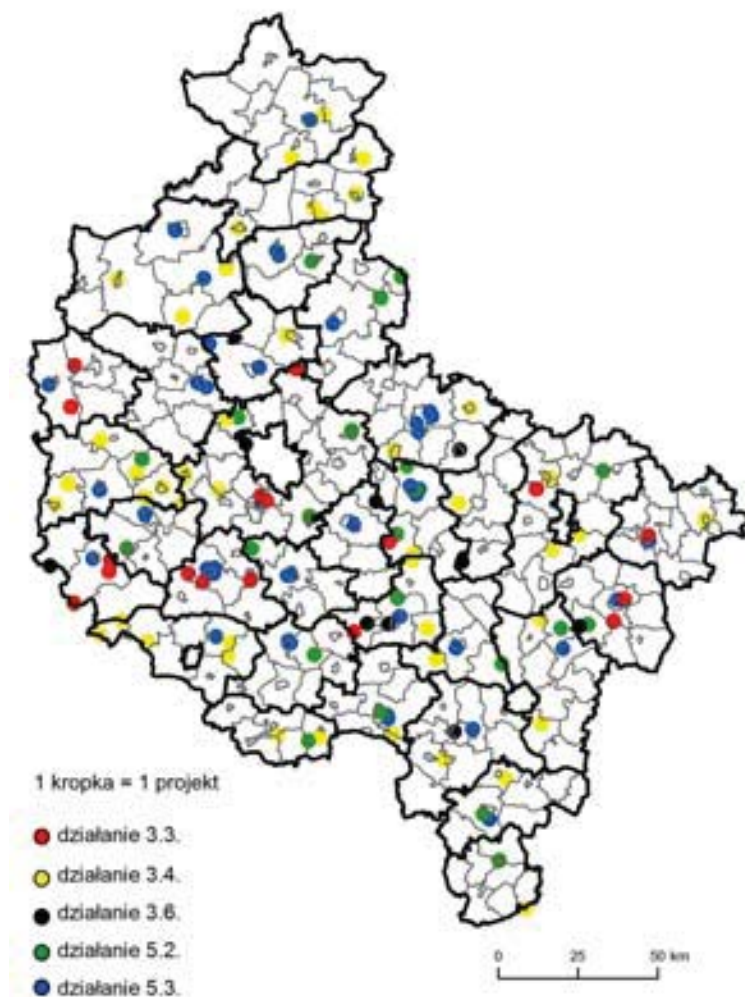 1 kropka = 1 projekt
działanie 3.3.
działanie 3.4.
działanie 3.6.
działanie 5.2.
działanie 5.3.
0 25 50 km